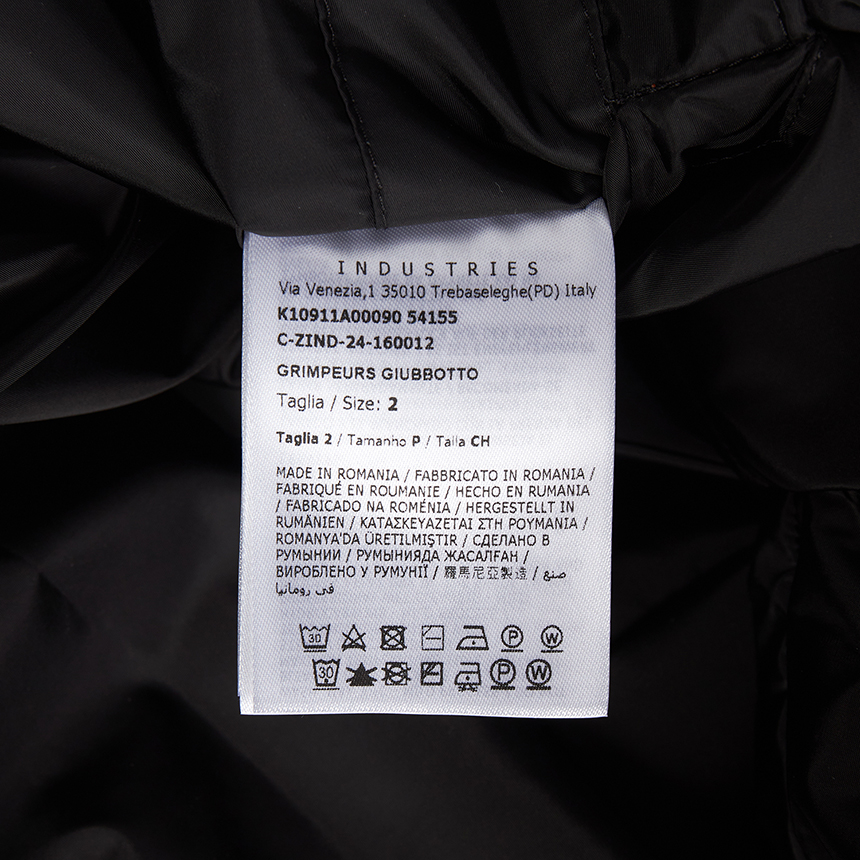 INDUSTRIES
Via Venezia,1 35010 Trebaseleghe(PD) Italy
K10911A00090 54155
C-ZIND-24-160012
GRIMPEURS GIUBBOTTO
Taglia / Size: 2
Taglia 2 / Tamanho P / Talla CH
MADE IN ROMANIA / FABBRICATO IN ROMANIA /
FABRIQUÉ EN ROUMANIE / HECHO EN RUMANIA
/ FABRICADO NA ROMÉNIA / HERGESTELLT IN
RUMÄNIEN / ΚΑΤΑΣΚΕΥΑΖΕΤΑΙ ΣΤΗ ΡΟΥΜΑΝΙΑ /
ROMANYA'DA ÜRETILMIŞTIR / СДЕЛАНО В
РУМЫНИИ / РУМЫНИЯДА ЖАСАЛҒАН /
ВИРОБЛЕНО У РУМУНІЇ / 羅馬尼亞製造 / صنع
في رومانيا
30 P W
30 P W